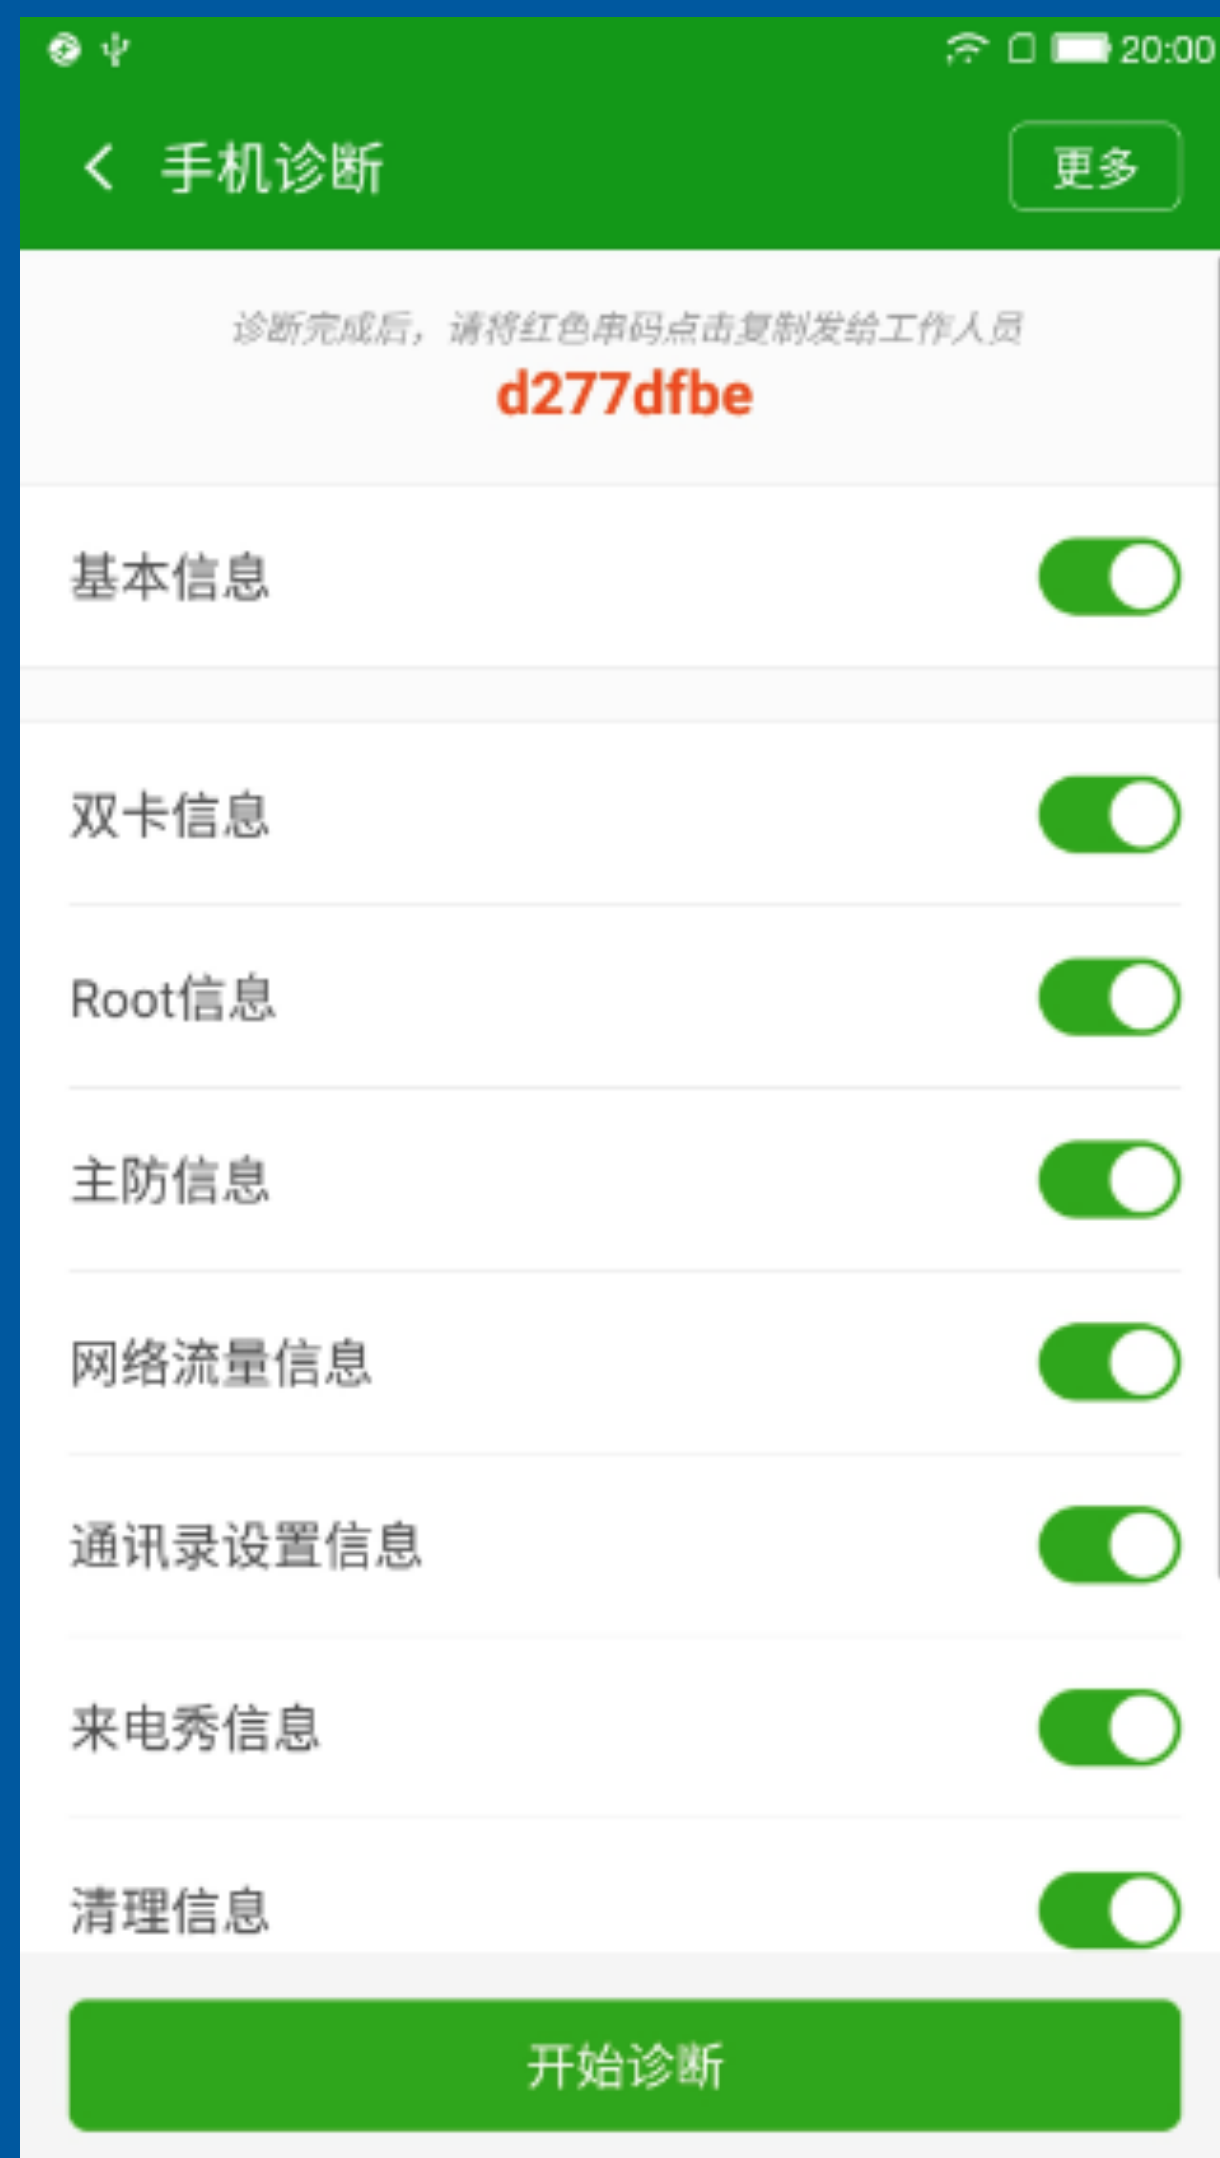 20:00
手机诊断
更多
诊断完成后，请将红色串码点击复制发给工作人员
d277dfbe
基本信息
双卡信息
Root信息
主防信息
网络流量信息
通讯录设置信息
来电秀信息
清理信息
开始诊断